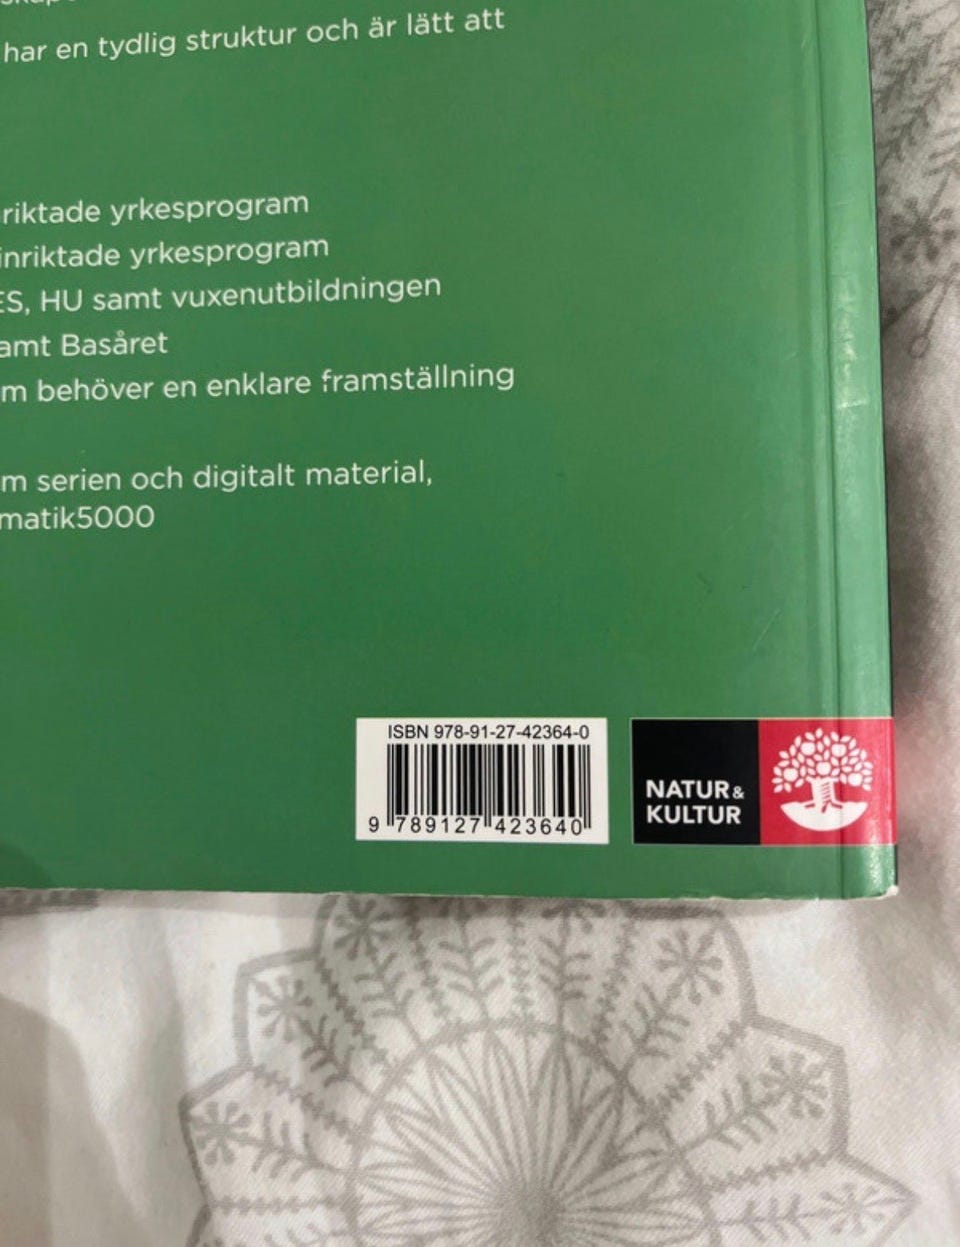 har en tydlig struktur och är lätt att
riktade yrkesprogram
inriktade yrkesprogram
ES, HU samt vuxenutbildningen
amt Basåret
m behöver en enklare framställning
m serien och digitalt material,
matik5000
ISBN 978-91-27-42364-0
9 789127 423640
NATUR &
KULTUR